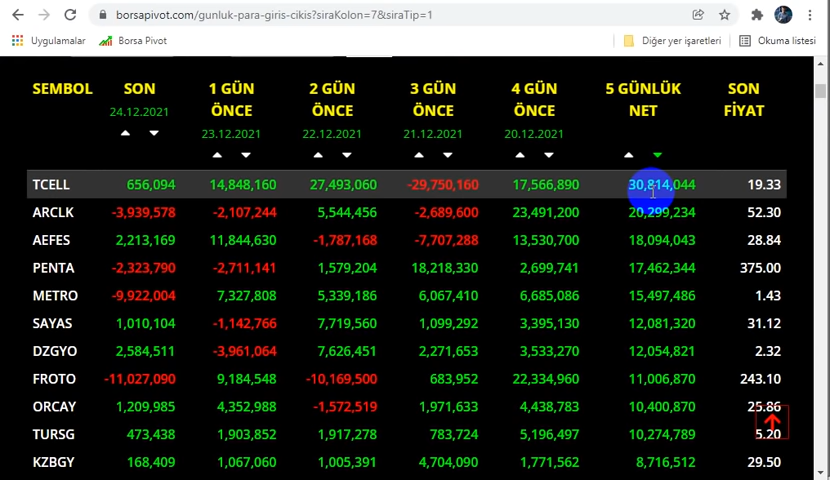 borsapivot.com/gunluk-para-giris-cikis?siraKolon=7&siraTip=1
Uygulamalar Borsa Pivot Diğer yer işaretleri Okuma listesi
SEMBOL SON 1 GÜN 2 GÜN 3 GÜN 4 GÜN 5 GÜNLÜK SON
24.12.2021 ÖNCE ÖNCE ÖNCE ÖNCE NET FİYAT
23.12.2021 22.12.2021 21.12.2021 20.12.2021
TCELL 656,094 14,848,160 27,493,060 -29,750,160 17,566,890 30,814,044 19.33
ARCLK -3,939,578 -2,107,244 5,544,456 -2,689,600 23,491,200 20,299,234 52.30
AEFES 2,213,169 11,844,630 -1,787,168 -7,707,288 13,530,700 18,094,043 28.84
PENTA -2,323,790 -2,711,141 1,579,204 18,218,330 2,699,741 17,462,344 375.00
METRO -9,922,004 7,327,808 5,339,186 6,067,410 6,685,086 15,497,486 1.43
SAYAS 1,010,104 -1,142,766 7,719,560 1,099,292 3,395,130 12,081,320 31.12
DZGYO 2,584,511 -3,961,064 7,626,451 2,271,653 3,533,270 12,054,821 2.32
FROTO -11,027,090 9,184,548 -10,169,500 683,952 22,334,960 11,006,870 243.10
ORCAY 1,209,985 4,352,988 -1,572,519 1,971,633 4,438,783 10,400,870 25.86
TURSG 473,438 1,903,852 1,917,278 783,724 5,196,497 10,274,789 5.20
KZBGY 168,409 1,067,060 1,005,391 4,704,090 1,771,562 8,716,512 29.50